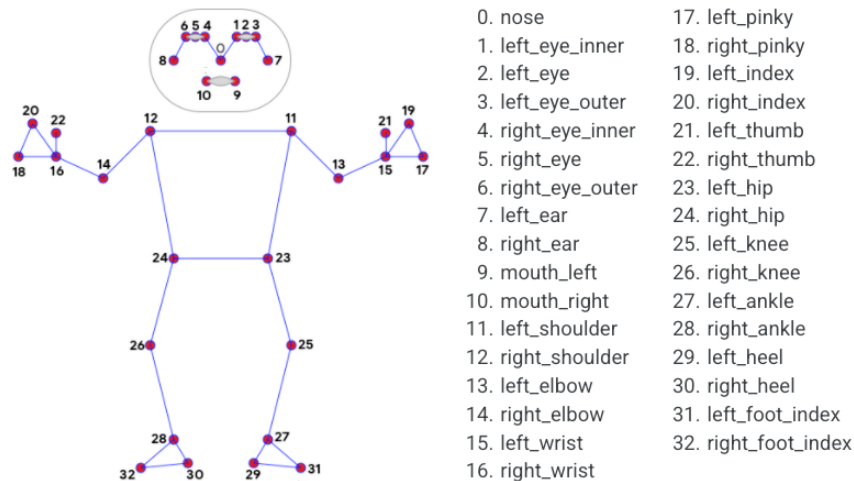 6 5 4 1 2 3
0
8 7
10 9
20 22 12 11 21 19
18 16 14 13 15 17
24 23
26 25
28 27
32 30 29 31
0. nose
1. left_eye_inner
2. left_eye
3. left_eye_outer
4. right_eye_inner
5. right_eye
6. right_eye_outer
7. left_ear
8. right_ear
9. mouth_left
10. mouth_right
11. left_shoulder
12. right_shoulder
13. left_elbow
14. right_elbow
15. left_wrist
16. right_wrist
17. left_pinky
18. right_pinky
19. left_index
20. right_index
21. left_thumb
22. right_thumb
23. left_hip
24. right_hip
25. left_knee
26. right_knee
27. left_ankle
28. right_ankle
29. left_heel
30. right_heel
31. left_foot_index
32. right_foot_index